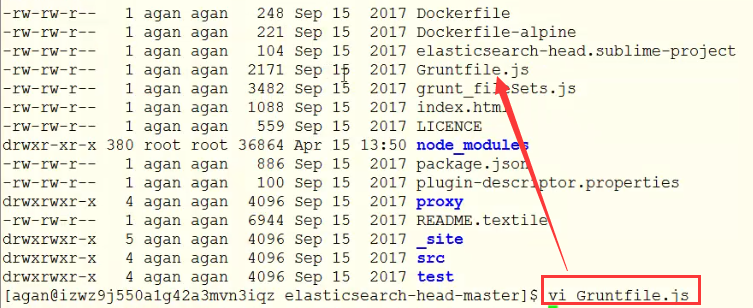 -rw-rw-r-- 1 agan agan 248 Sep 15 2017 Dockerfile
-rw-rw-r-- 1 agan agan 221 Sep 15 2017 Dockerfile-alpine
-rw-rw-r-- 1 agan agan 104 Sep 15 2017 elasticsearch-head.sublime-project
-rw-rw-r-- 1 agan agan 2171 Sep 15 2017 Gruntfile.js
-rw-rw-r-- 1 agan agan 3482 Sep 15 2017 grunt_fileSets.js
-rw-rw-r-- 1 agan agan 1088 Sep 15 2017 index.html
-rw-rw-r-- 1 agan agan 559 Sep 15 2017 LICENCE
drwxr-xr-x 380 root root 36864 Apr 15 13:50 node_modules
-rw-rw-r-- 1 agan agan 886 Sep 15 2017 package.json
-rw-rw-r-- 1 agan agan 100 Sep 15 2017 plugin-descriptor.properties
drwxrwxr-x 4 agan agan 4096 Sep 15 2017 proxy
-rw-rw-r-- 1 agan agan 6944 Sep 15 2017 README.textile
drwxrwxr-x 5 agan agan 4096 Sep 15 2017 _site
drwxrwxr-x 4 agan agan 4096 Sep 15 2017 src
drwxrwxr-x 4 agan agan 4096 Sep 15 2017 test
[agan@izwz9j550a1g42a3mvn3iqz elasticsearch-head-master]$ vi Gruntfile.js